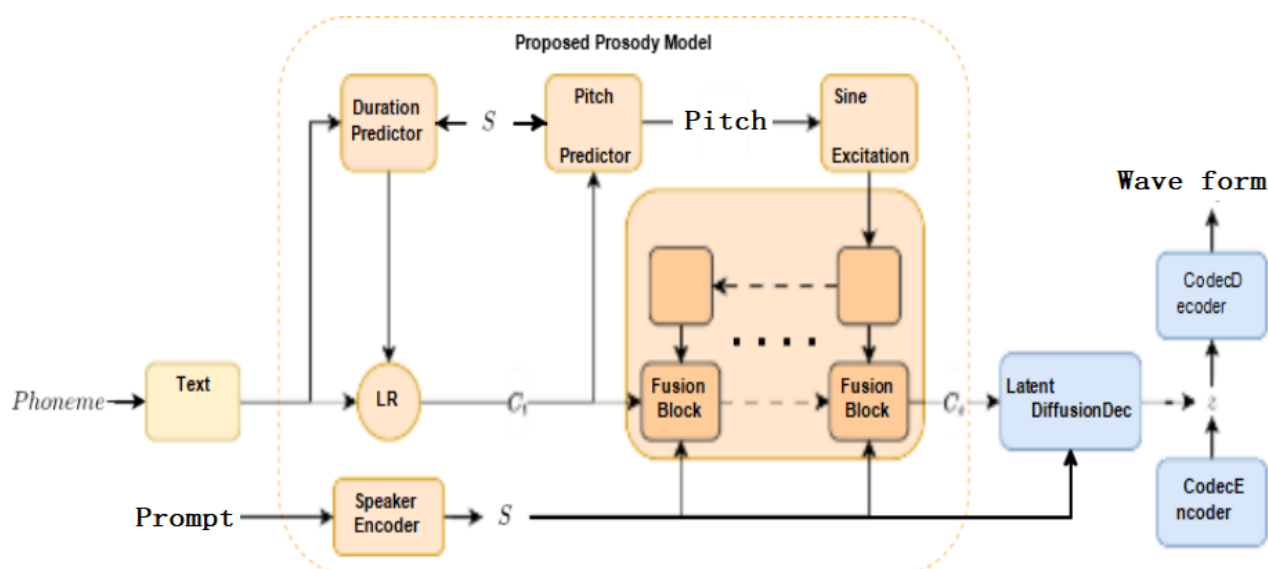 Proposed Prosody Model
Duration
Predictor
S
Pitch
Predictor
Pitch
Sine
Excitation
Wave form
CodecD
ecoder
Phoneme
Text
LR
C
Fusion
Block
Fusion
Block
C
Latent
DiffusionDec
z
Prompt
Speaker
Encoder
S
CodecE
ncoder